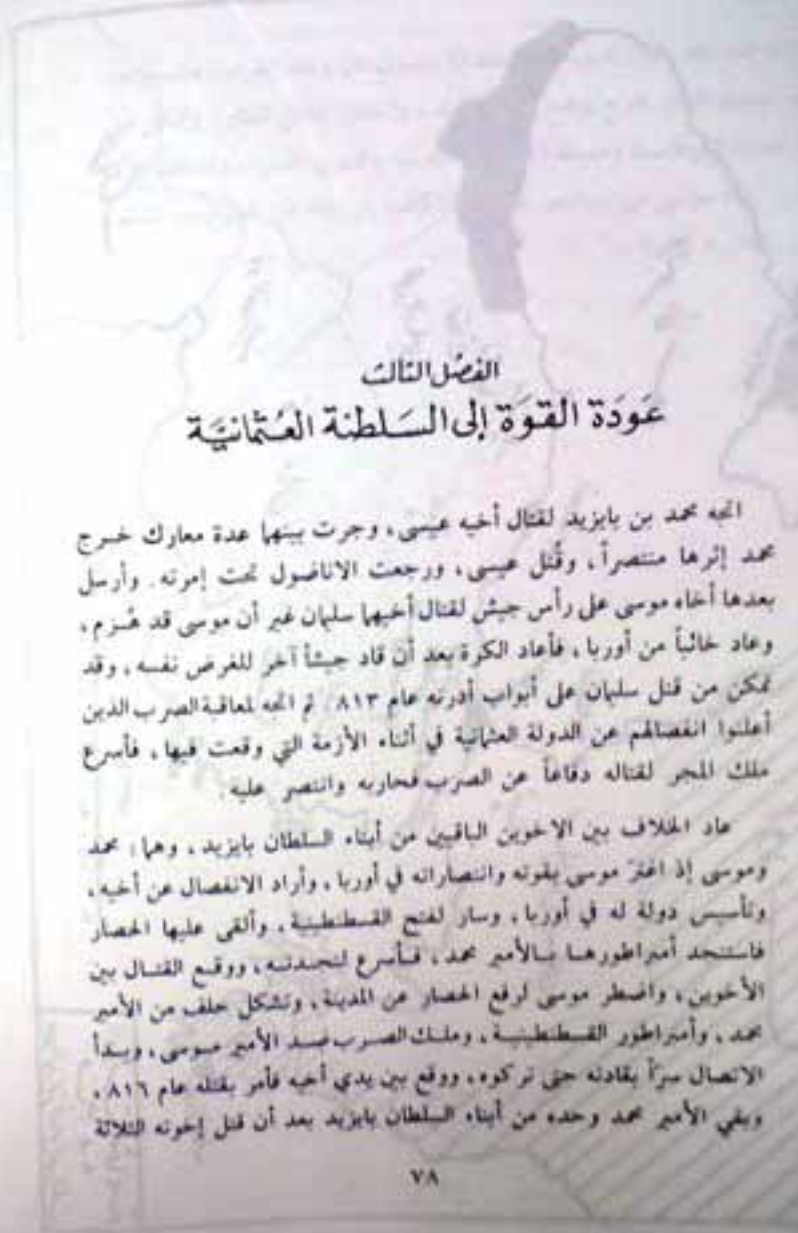 الفصل الثالث
عَودَة القوَة إلى السَلطنة العُثمانيَّة
اتجه محمد بن بايزيد لقتال أخيه عيسى، وجرت بينهما عدة معارك خرج
محمد إثرها منتصراً، وقُتل عيسى، ورجعت الاناضول تحت إمرته. وأرسل
بعدها أخاه موسى على رأس جيش لقتال أخيهما سليمان غير أن موسى قد هُزم،
وعاد خائباً من أوربا، فأعاد الكرة بعد أن قاد جيشاً آخر للغرض نفسه، وقد
تمكن من قتل سليمان على أبواب أدرنه عام ٨١٣. ثم اتجه لمعاقبة الصرب الذين
أعلنوا انفصالهم عن الدولة العثمانية في أثناء الأزمة التي وقعت فيها، فأسرع
ملك المجر لقتاله دفاعاً عن الصرب فحاربه وانتصر عليه.
عاد الخلاف بين الاخوين الباقيين من أبناء السلطان بايزيد، وهما: محمد
وموسى إذ اغترّ موسى بقوته وانتصاراته في أوربا، وأراد الانفصال عن أخيه،
وتأسيس دولة له في أوربا، وسار لفتح القسطنطينية، وألقى عليها الحصار
فاستنجد أمبراطورها بالأمير محمد، فأسرع لنجدته، ووقع القتال بين
الأخوين، واضطر موسى لرفع الحصار عن المدينة، وتشكل حلف من الأمير
محمد، وأمبراطور القسطنطينية، وملك الصرب ضد الأمير موسى، وبدأ
الاتصال سرّاً بقادته حتى تركوه، ووقع بين يدي أخيه فأمر بقتله عام ٨١٦،
وبقي الأمير محمد وحده من أبناء السلطان بايزيد بعد أن قتل إخوته الثلاثة
٧٨